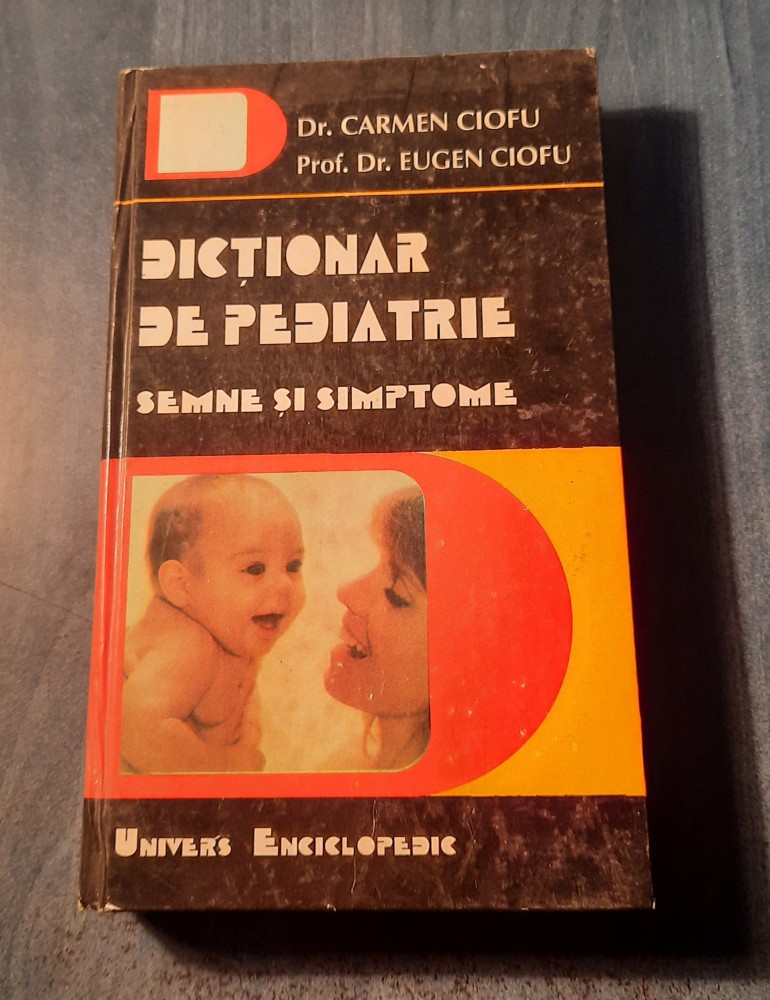 Dr. CARMEN CIOFU
Prof. Dr. EUGEN CIOFU
DICȚIONAR
DE PEDIATRIE
SEMNE ȘI SIMPTOME
UNIVERS ENCICLOPEDIC